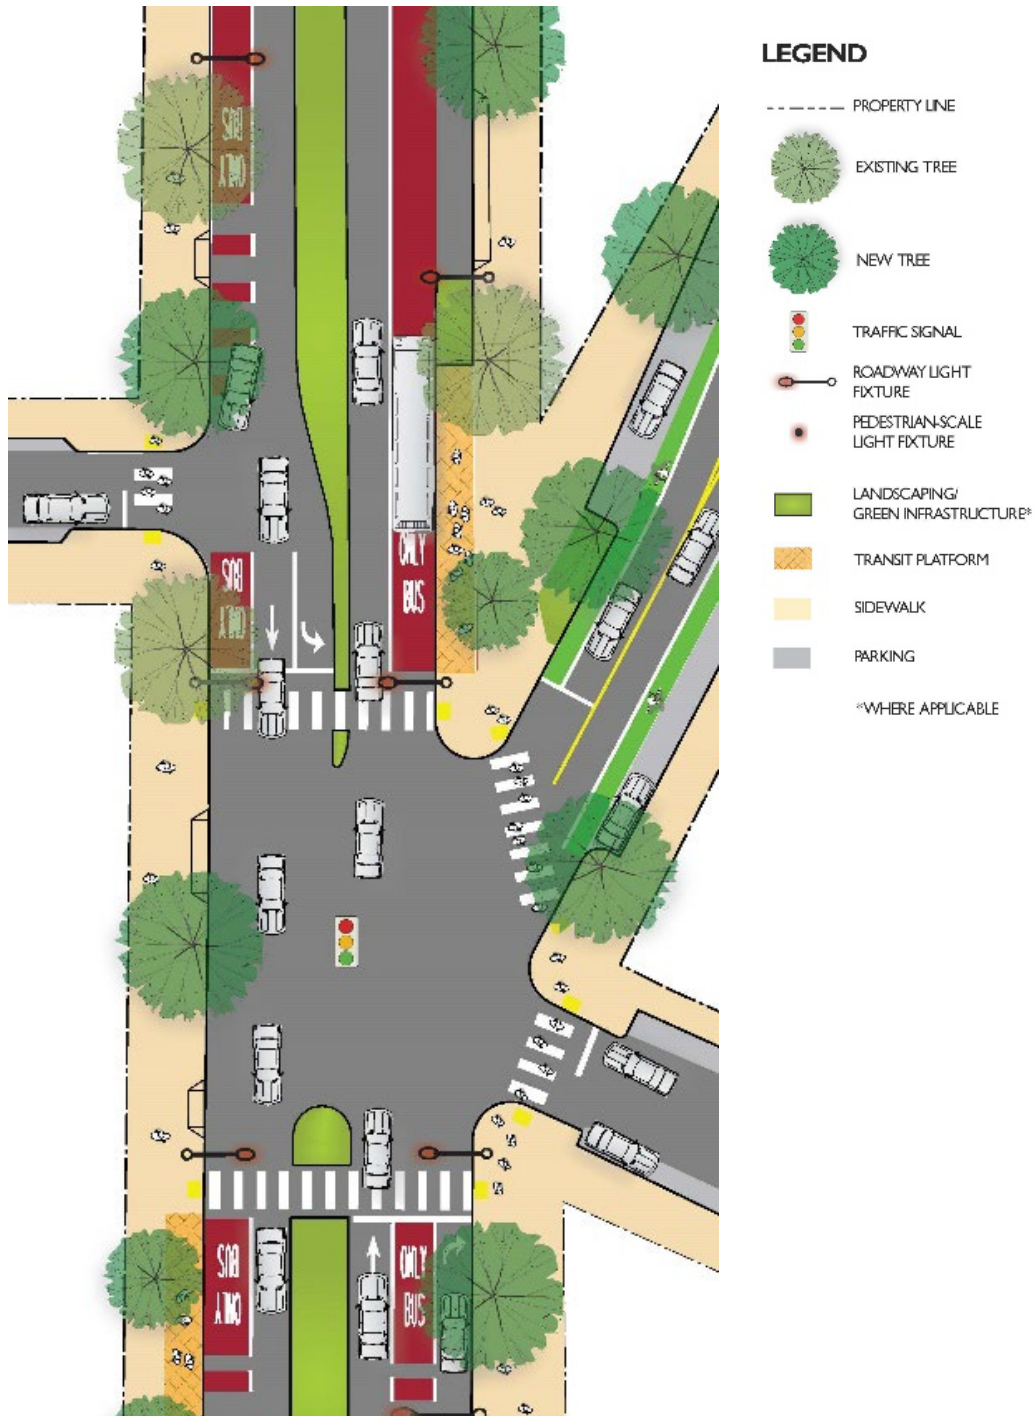 LEGEND
PROPERTY LINE
EXISTING TREE
NEW TREE
TRAFFIC SIGNAL
ROADWAY LIGHT
FIXTURE
PEDESTRIAN-SCALE
LIGHT FIXTURE
LANDSCAPING/
GREEN INFRASTRUCTURE*
TRANSIT PLATFORM
SIDEWALK
PARKING
*WHERE APPLICABLE
BUS
ONLY
ONLY
BUS
BUS
ONLY
BUS
ONLY
ONLY
BUS